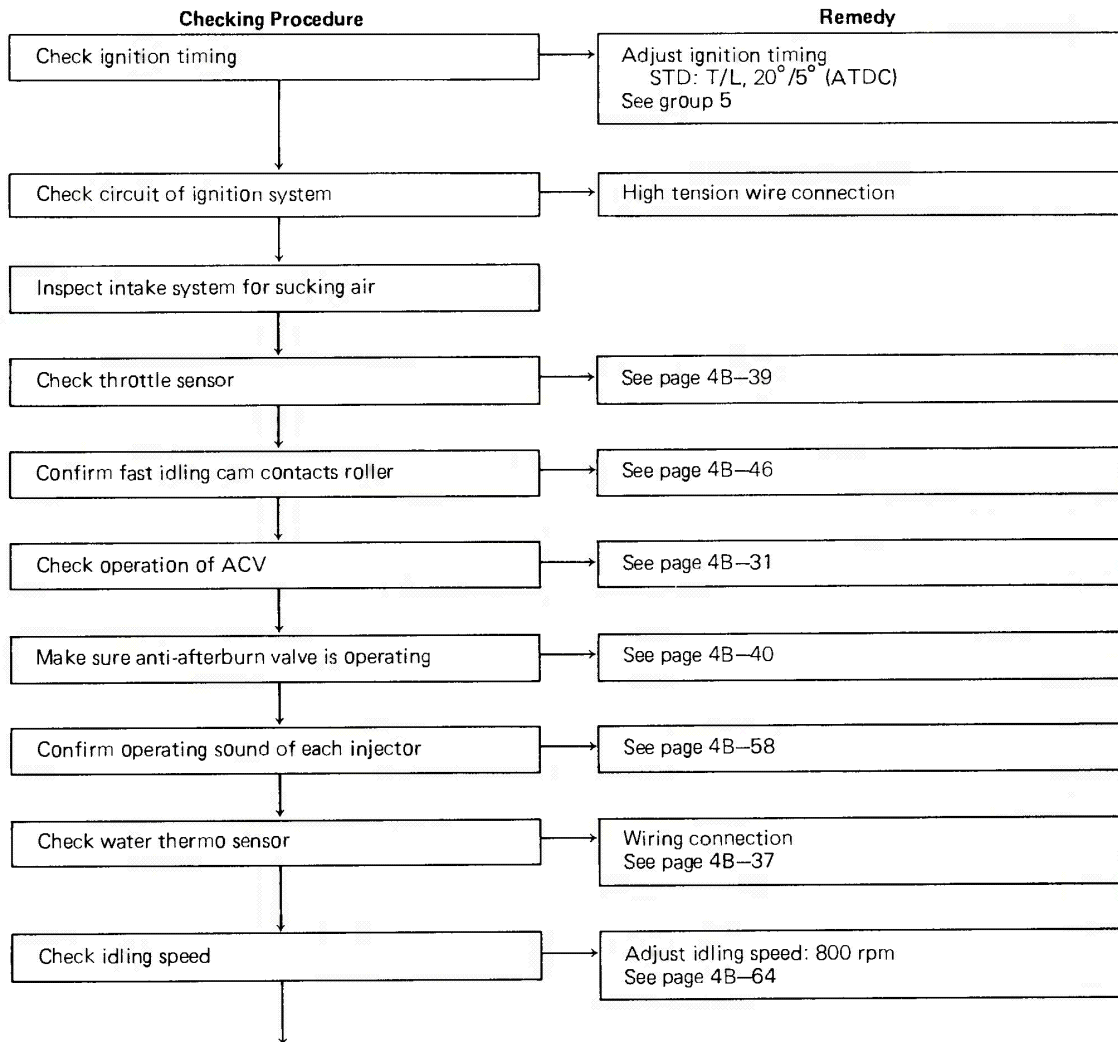 Checking Procedure
Remedy
Check ignition timing
Adjust ignition timing
STD: T/L, 20°/5° (ATDC)
See group 5
Check circuit of ignition system
High tension wire connection
Inspect intake system for sucking air
Check throttle sensor
See page 4B—39
Confirm fast idling cam contacts roller
See page 4B—46
Check operation of ACV
See page 4B—31
Make sure anti-afterburn valve is operating
See page 4B—40
Confirm operating sound of each injector
See page 4B—58
Check water thermo sensor
Wiring connection
See page 4B—37
Check idling speed
Adjust idling speed: 800 rpm
See page 4B—64